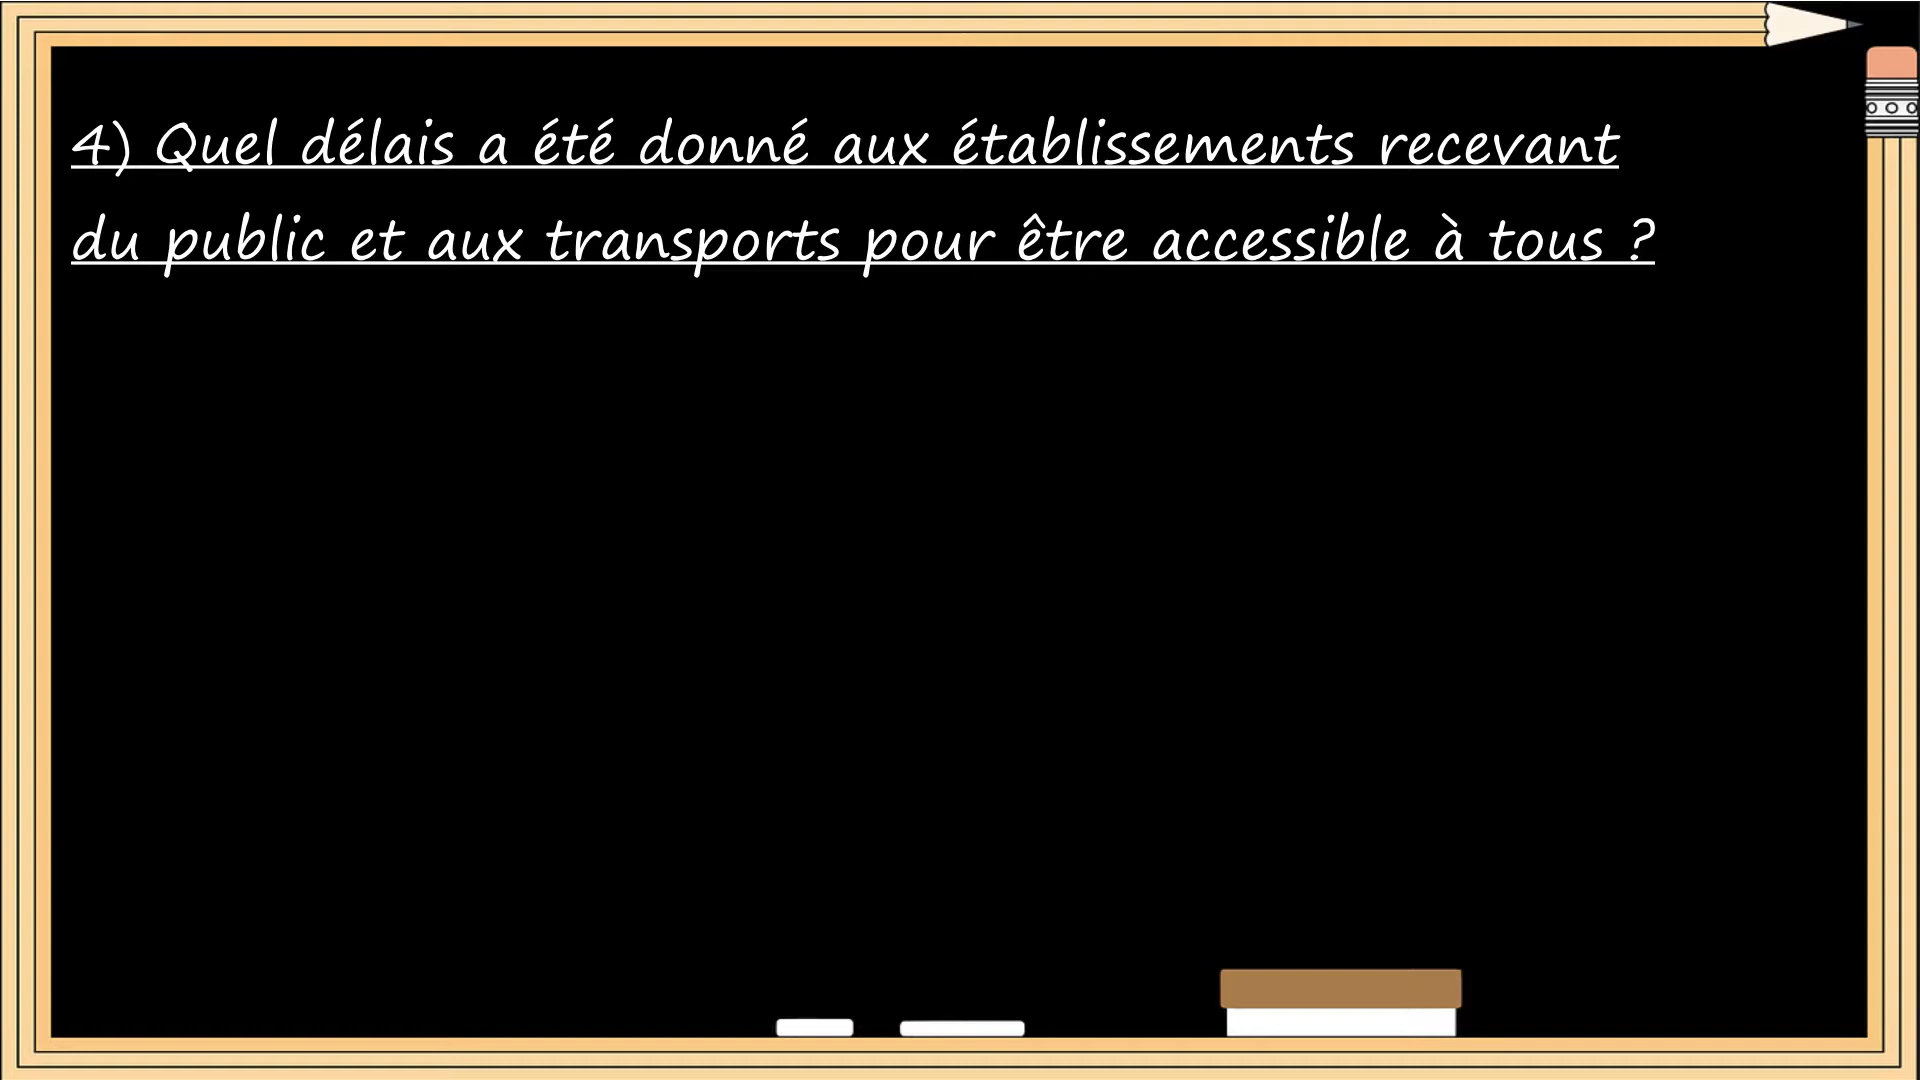 4) Quel délais a été donné aux établissements recevant
du public et aux transports pour être accessible à tous ?